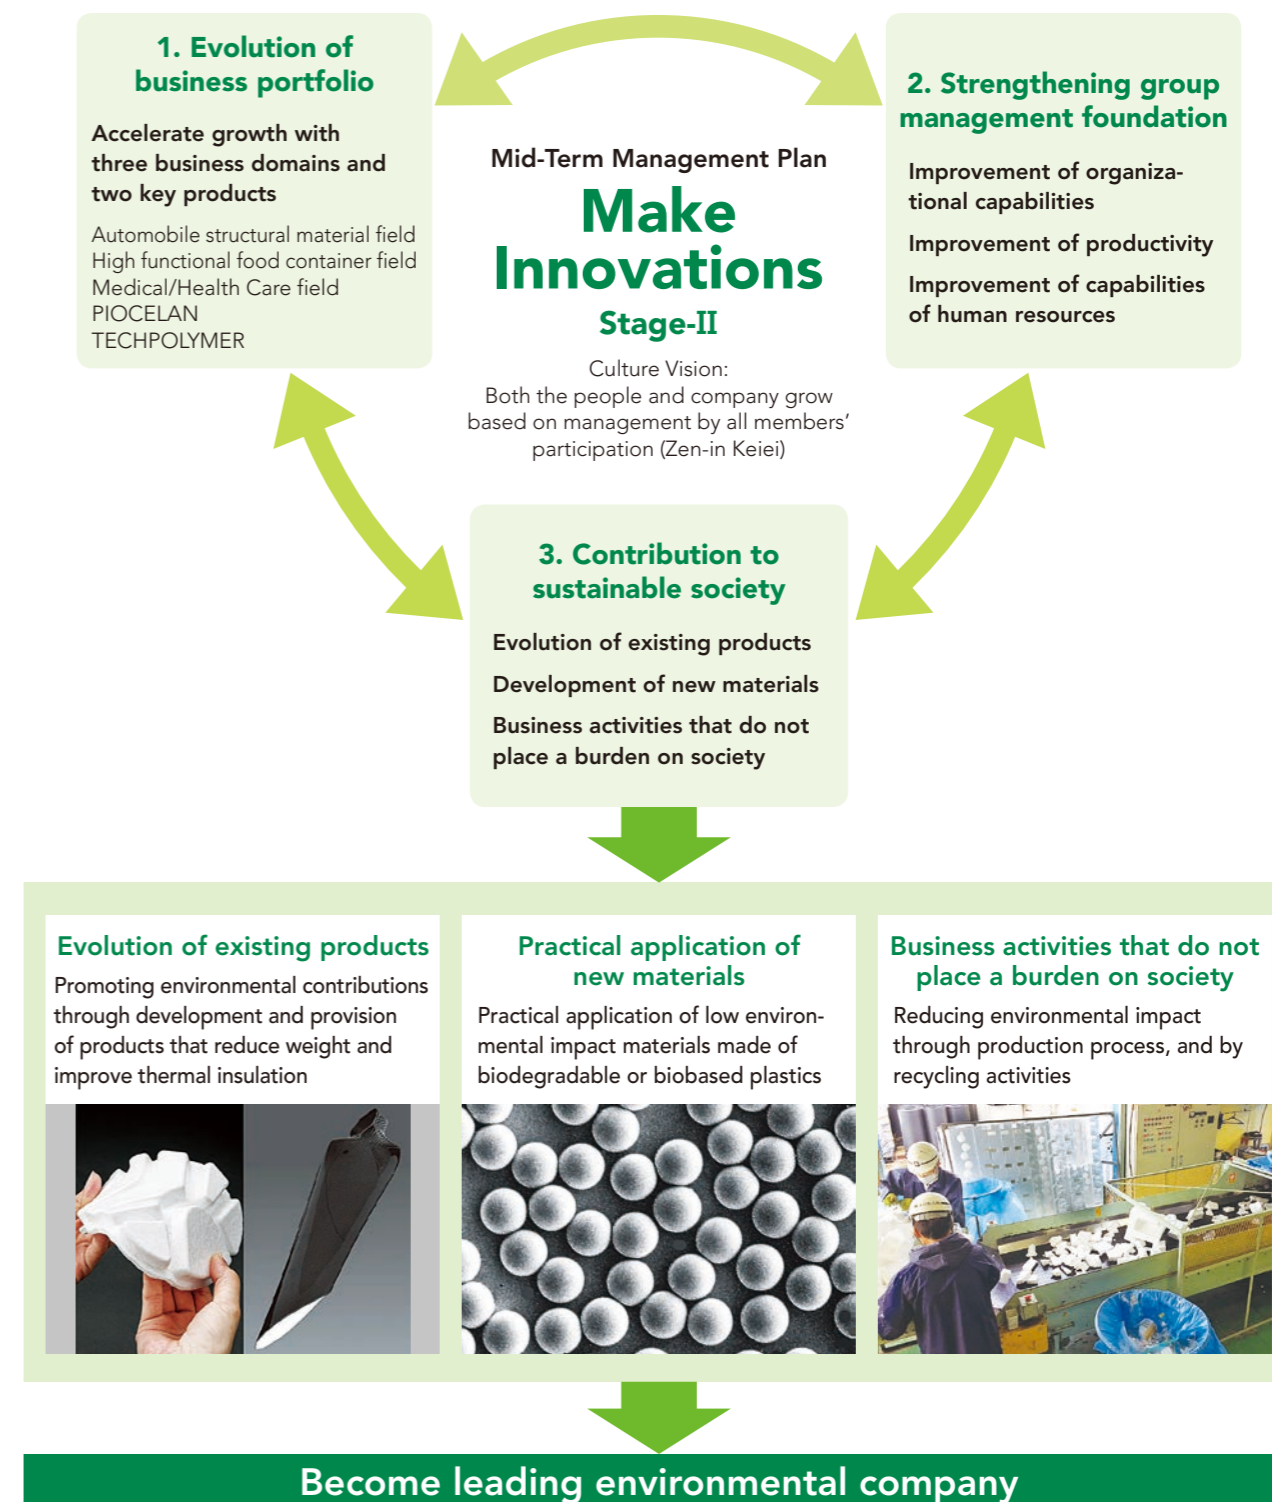 1. Evolution of
business portfolio
Accelerate growth with
three business domains and
two key products
Automobile structural material field
High functional food container field
Medical/Health Care field
PIOCELAN
TECHPOLYMER
Mid-Term Management Plan
Make
Innovations
Stage-II
Culture Vision:
Both the people and company grow
based on management by all members’
participation (Zen-in Keiei)
2. Strengthening group
management foundation
Improvement of organiza-
tional capabilities
Improvement of productivity
Improvement of capabilities
of human resources
3. Contribution to
sustainable society
Evolution of existing products
Development of new materials
Business activities that do not
place a burden on society
Evolution of existing products
Promoting environmental contributions
through development and provision
of products that reduce weight and
improve thermal insulation
Practical application of
new materials
Practical application of low environ-
mental impact materials made of
biodegradable or biobased plastics
Business activities that do not
place a burden on society
Reducing environmental impact
through production process, and by
recycling activities
Become leading environmental company